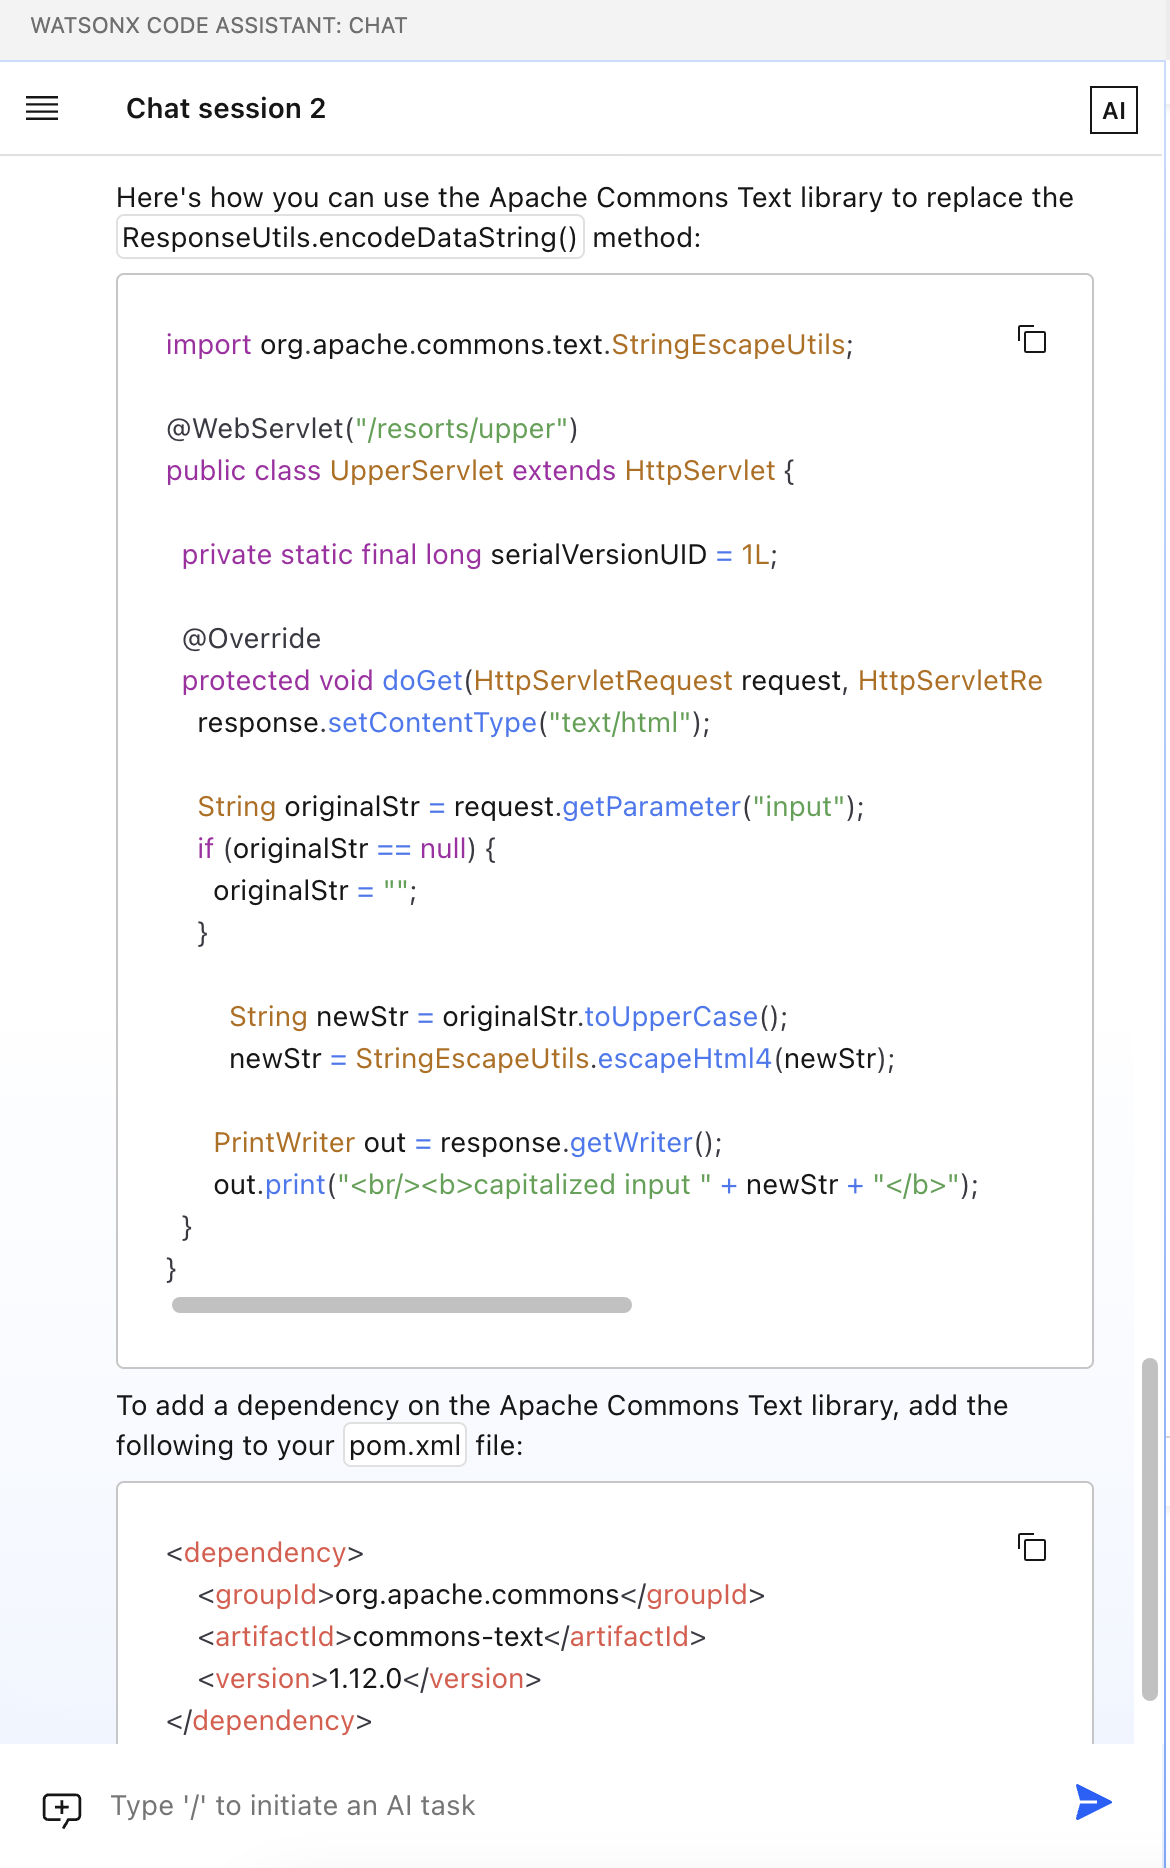 WATSONX CODE ASSISTANT: CHAT
Chat session 2
AI
Here's how you can use the Apache Commons Text library to replace the
ResponseUtils.encodeDataString() method:
import org.apache.commons.text.StringEscapeUtils;
@WebServlet("/resorts/upper")
public class UpperServlet extends HttpServlet {
private static final long serialVersionUID = 1L;
@Override
protected void doGet(HttpServletRequest request, HttpServletRe
response.setContentType("text/html");
String originalStr = request.getParameter("input");
if (originalStr == null) {
originalStr = "";
}
String newStr = originalStr.toUpperCase();
newStr = StringEscapeUtils.escapeHtml4(newStr);
PrintWriter out = response.getWriter();
out.print("<br/><b>capitalized input " + newStr + "</b>");
}
}
To add a dependency on the Apache Commons Text library, add the
following to your pom.xml file:
<dependency>
<groupId>org.apache.commons</groupId>
<artifactId>commons-text</artifactId>
<version>1.12.0</version>
</dependency>
Type '/' to initiate an AI task